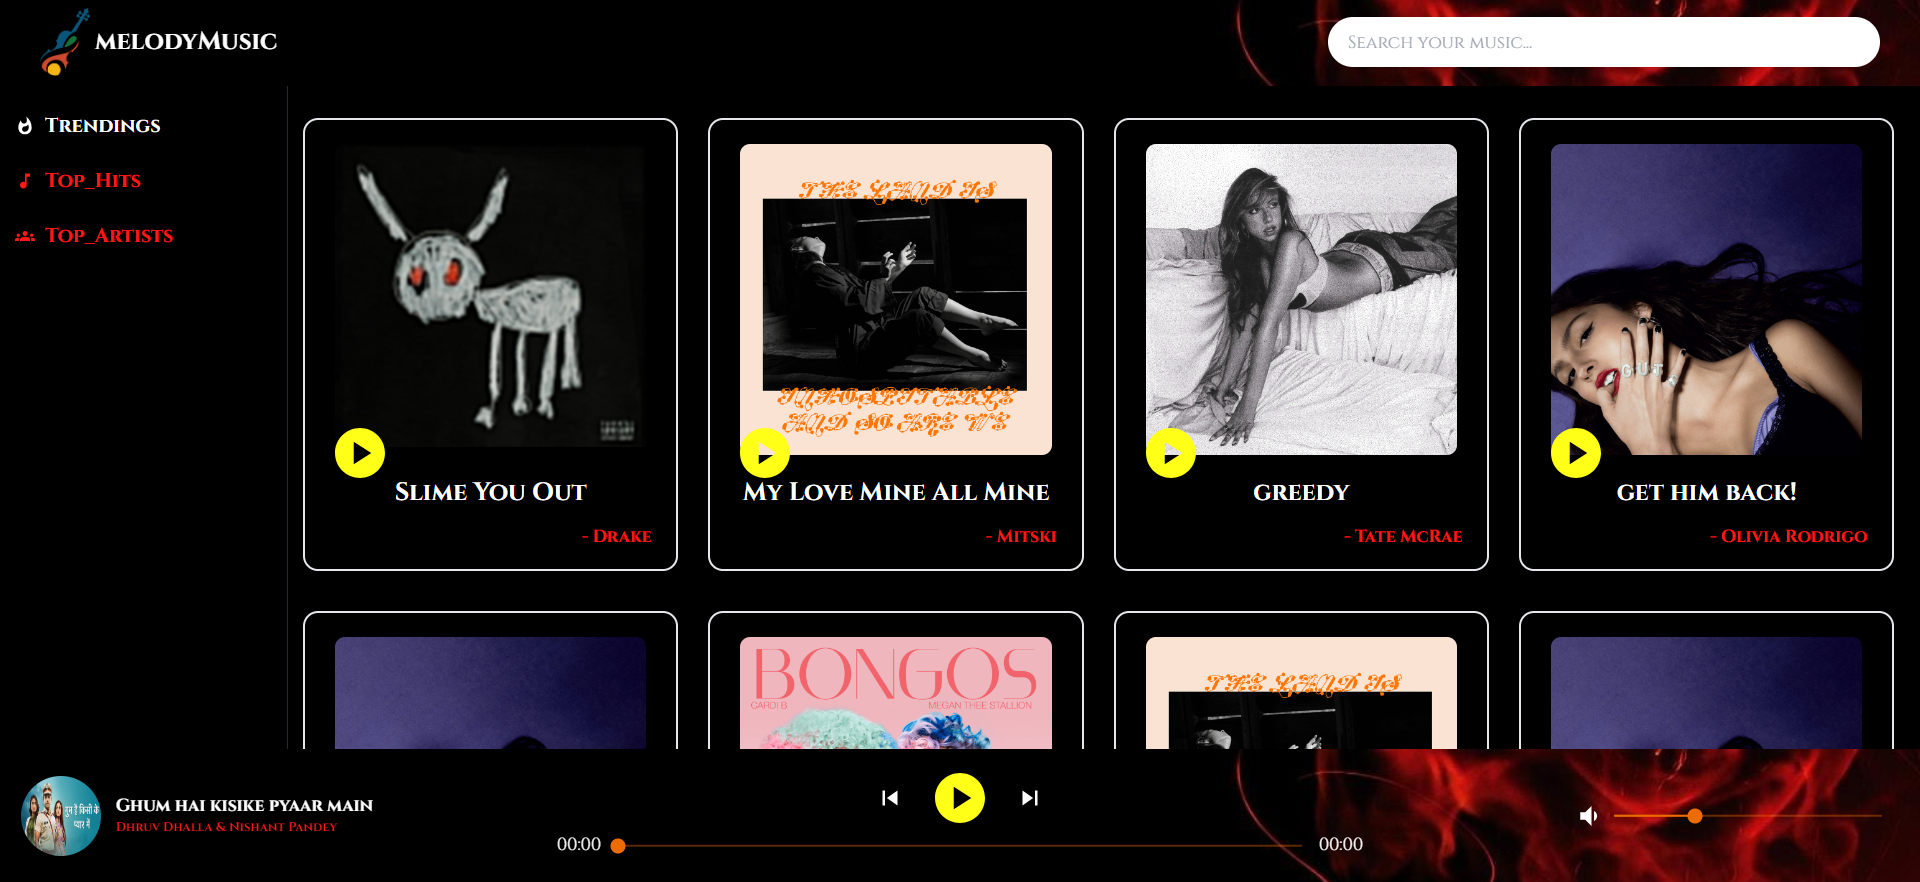 MELODYMUSIC
Search your music...
Trendings
Top_Hits
Top_Artists
THE LAND IS
INHOSPITABLE
AND SO ARE WE
GUTS
Slime You Out
My Love Mine All Mine
greedy
get him back!
- Drake
- Mitski
- Tate McRae
- Olivia Rodrigo
BONGOS
CARDI B
MEGAN THEE STALLION
THE LAND IS
तुम है किसी के
प्यार में
Ghum hai kisike pyaar main
Dhruv Dhalla & Nishant Pandey
00:00
00:00